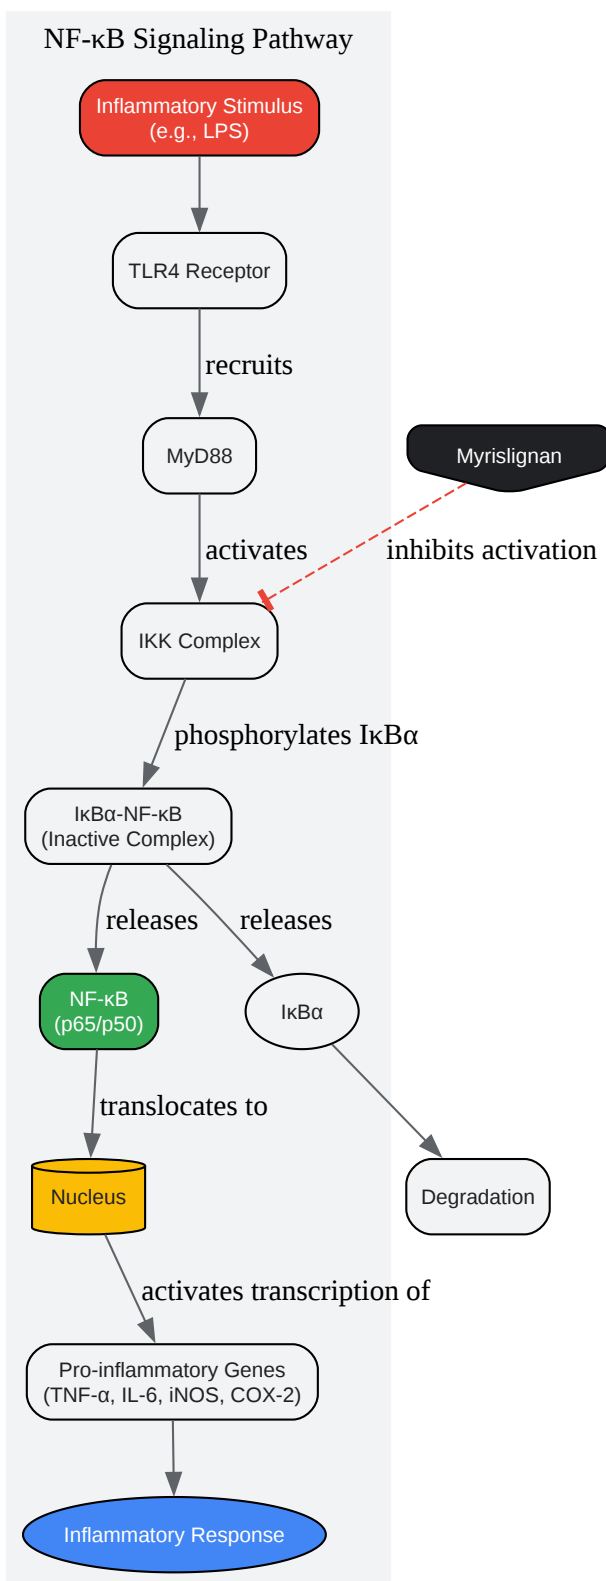 NF-κB Signaling Pathway
Inflammatory Stimulus
(e.g., LPS)
TLR4 Receptor
recruits
MyD88
Myrislignan
activates
inhibits activation
IKK Complex
phosphorylates IκBα
IκBα-NF-κB
(Inactive Complex)
releases
releases
NF-κB
(p65/p50)
IκBα
translocates to
Nucleus
Degradation
activates transcription of
Pro-inflammatory Genes
(TNF-α, IL-6, iNOS, COX-2)
Inflammatory Response